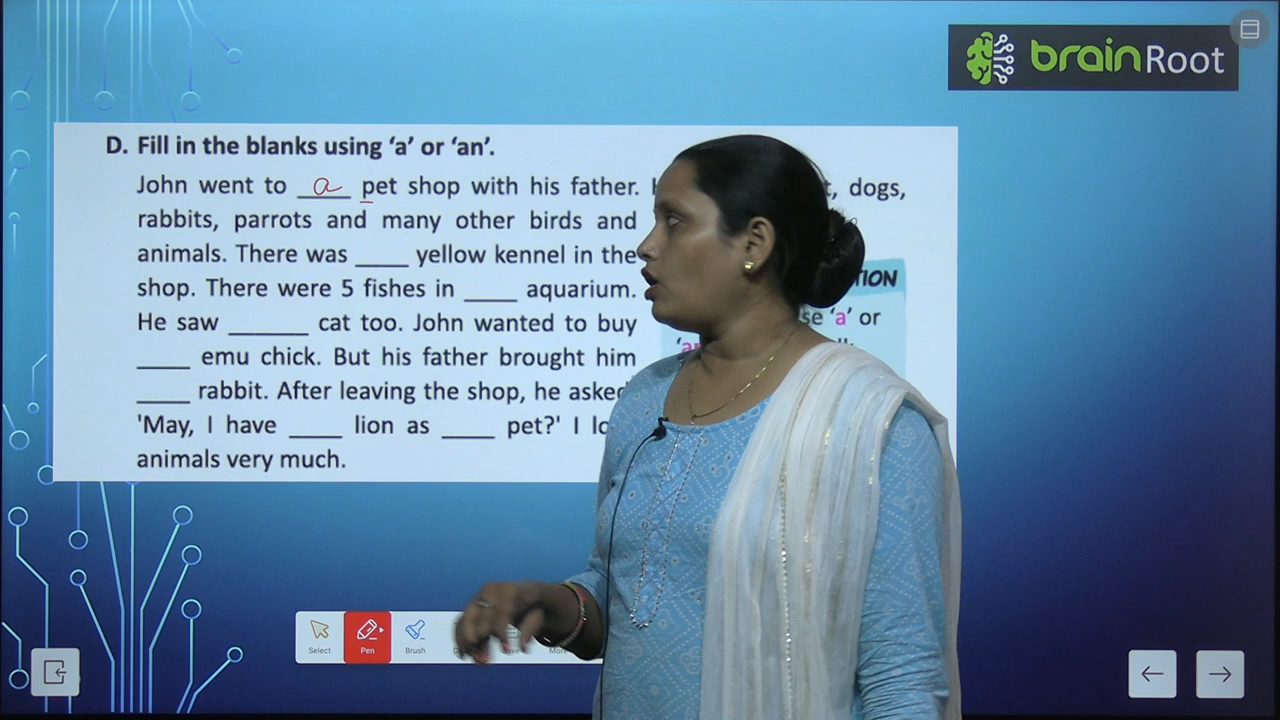 brainRoot
D. Fill in the blanks using ‘a’ or ‘an’.
John went to a pet shop with his father. dogs,
rabbits, parrots and many other birds and
animals. There was ____ yellow kennel in the
shop. There were 5 fishes in ____ aquarium.
He saw ______ cat too. John wanted to buy
____ emu chick. But his father brought him
____ rabbit. After leaving the shop, he asked
'May, I have ____ lion as ____ pet?' I
animals very much.
‘a’ or
Select
Pen
Brush